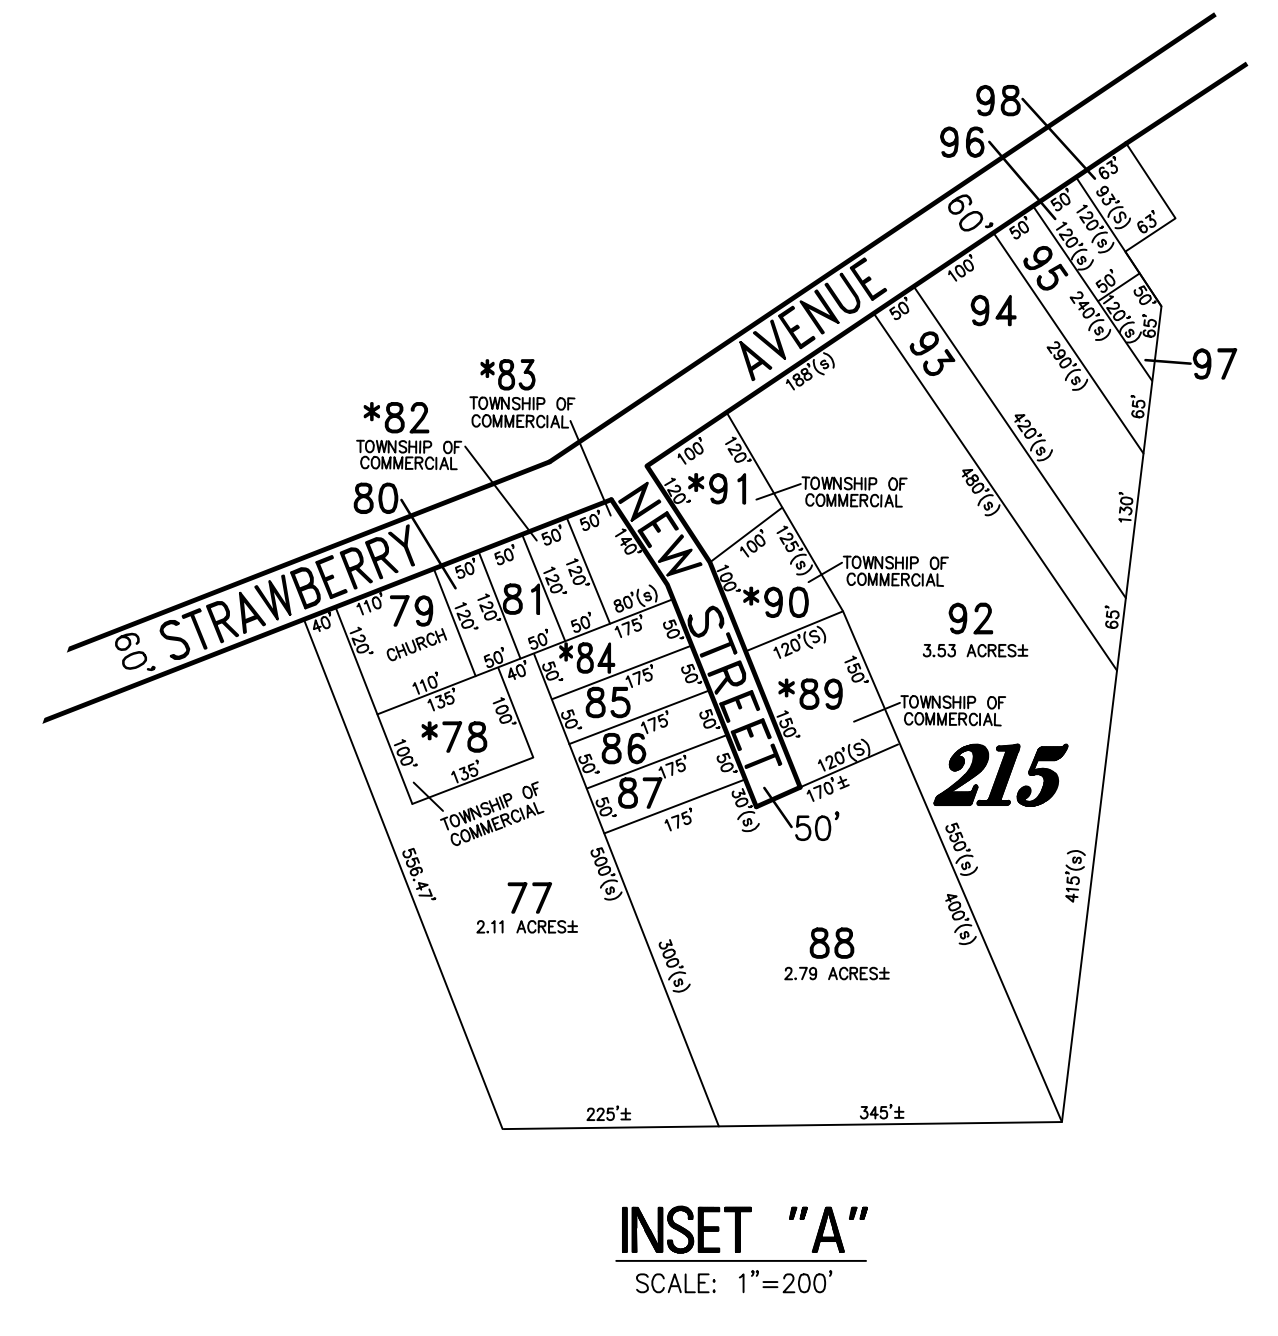 98
96
60'
63'
93'(S)
63'
50'
120'(s)
120'(s)
50'
50'
65'
120'(s)
97
50'
95
240'(s)
65'
100'
94
290'(s)
130'
50'
93
420'(s)
480'(s)
65'
AVENUE
188'(s)
*83
TOWNSHIP OF
COMMERCIAL
*82
TOWNSHIP OF
COMMERCIAL
80
STRAWBERRY
60'
NEW STREET
100'
120'
120'
*91
TOWNSHIP OF
COMMERCIAL
100'
125'(s)
100'
*90
TOWNSHIP OF
COMMERCIAL
120'(S)
150'
*89
TOWNSHIP OF
COMMERCIAL
150'
120'(S)
170'±
50'
92
3.53 ACRES±
215
40'
110'
120'
79
CHURCH
110'
120'
50'
120'
50'
81
50'
50'
120'
50'
120'
50'
50'
140'
80'(s)
135'
100'
*78
100'
135'
TOWNSHIP OF
COMMERCIAL
40'
175'
50'
*84
50'
175'
50'
85
50'
175'
50'
86
50'
175'
50'
87
50'
175'
30'(s)
556.47'
500'(s)
77
2.11 ACRES±
300'(s)
88
2.79 ACRES±
550'(s)
400'(s)
415'(s)
225'±
345'±
INSET "A"
SCALE: 1"=200'